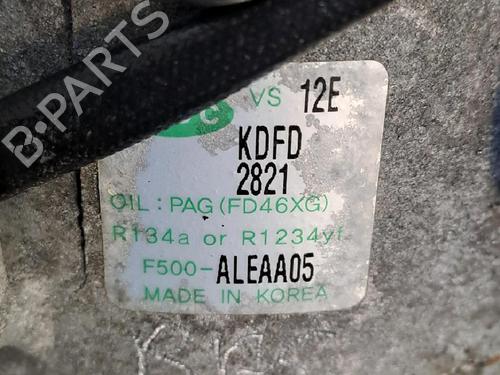 B-PARTS
VS 12E
KDFD
2821
OIL: PAG(FD46XG)
R134a or R1234yf
F500-ALEAA05
MADE IN KOREA